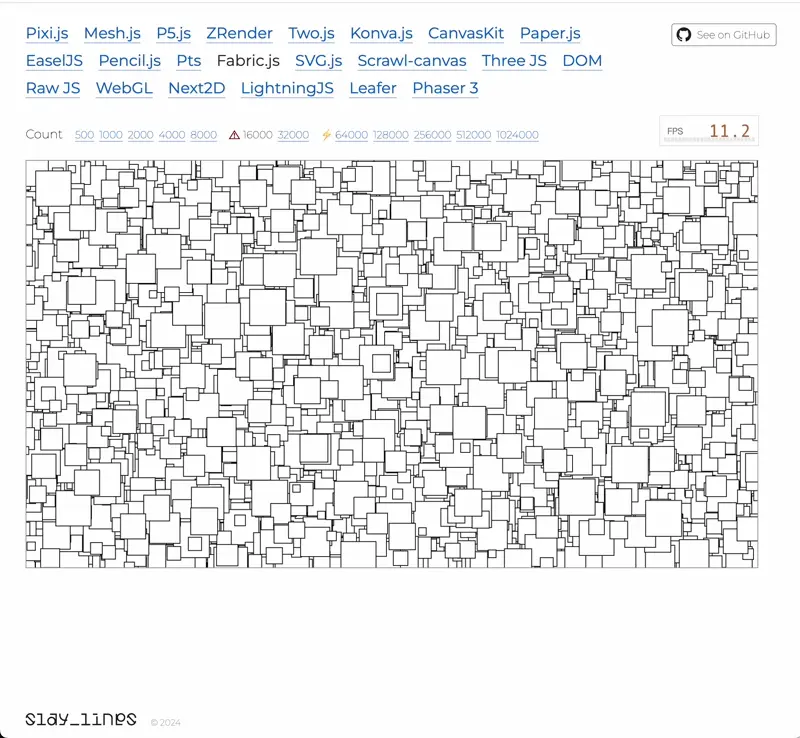 Pixi.js Mesh.js P5.js ZRender Two.js Konva.js CanvasKit Paper.js
See on GitHub
EaselJS Pencil.js Pts Fabric.js SVG.js Scrawl-canvas Three JS DOM
Raw JS WebGL Next2D LightningJS Leafer Phaser 3
Count 500 1000 2000 4000 8000 ⚠ 16000 32000 ⚡ 64000 128000 256000 512000 1024000
FPS 11.2
slay_lines © 2024